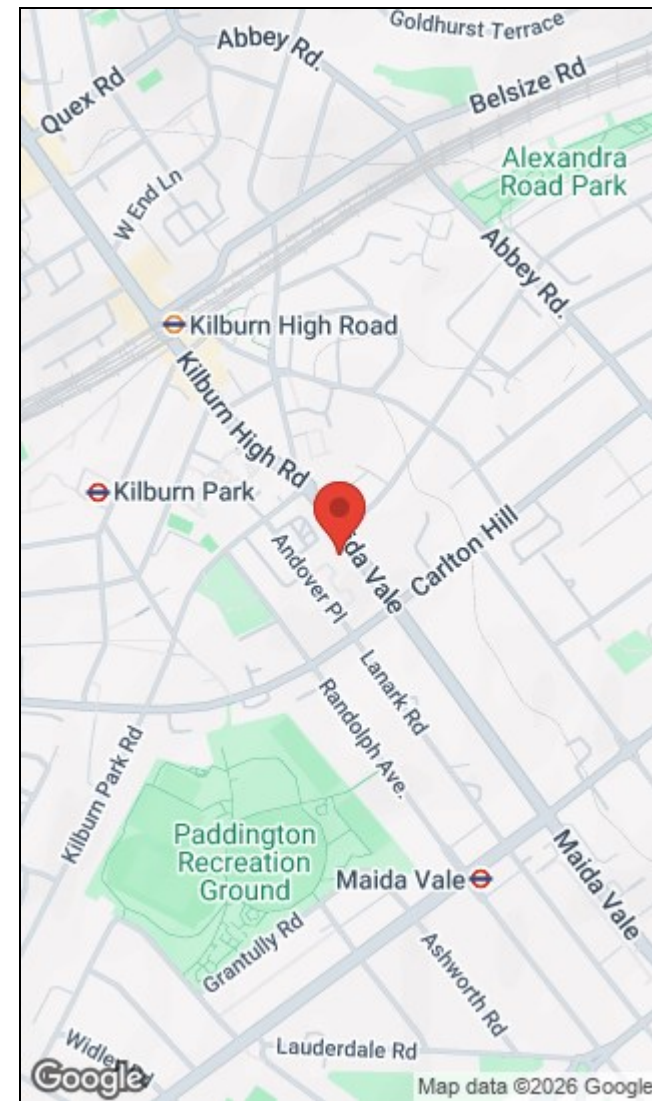 Goldhurst Terrace
Abbey Rd.
Quex Rd
Belsize Rd
Alexandra
Road Park
W End Ln
Abbey Rd.
Kilburn High Road
Kilburn High Rd
Kilburn Park
ida Vale
Carlton Hill
Andover Pl
Lanark Rd
Randolph Ave.
Kilburn Park Rd
Paddington
Recreation
Ground
Maida Vale
Maida Vale
Grantully Rd
Ashworth Rd
Lauderdale Rd
Google
Map data ©2026 Google